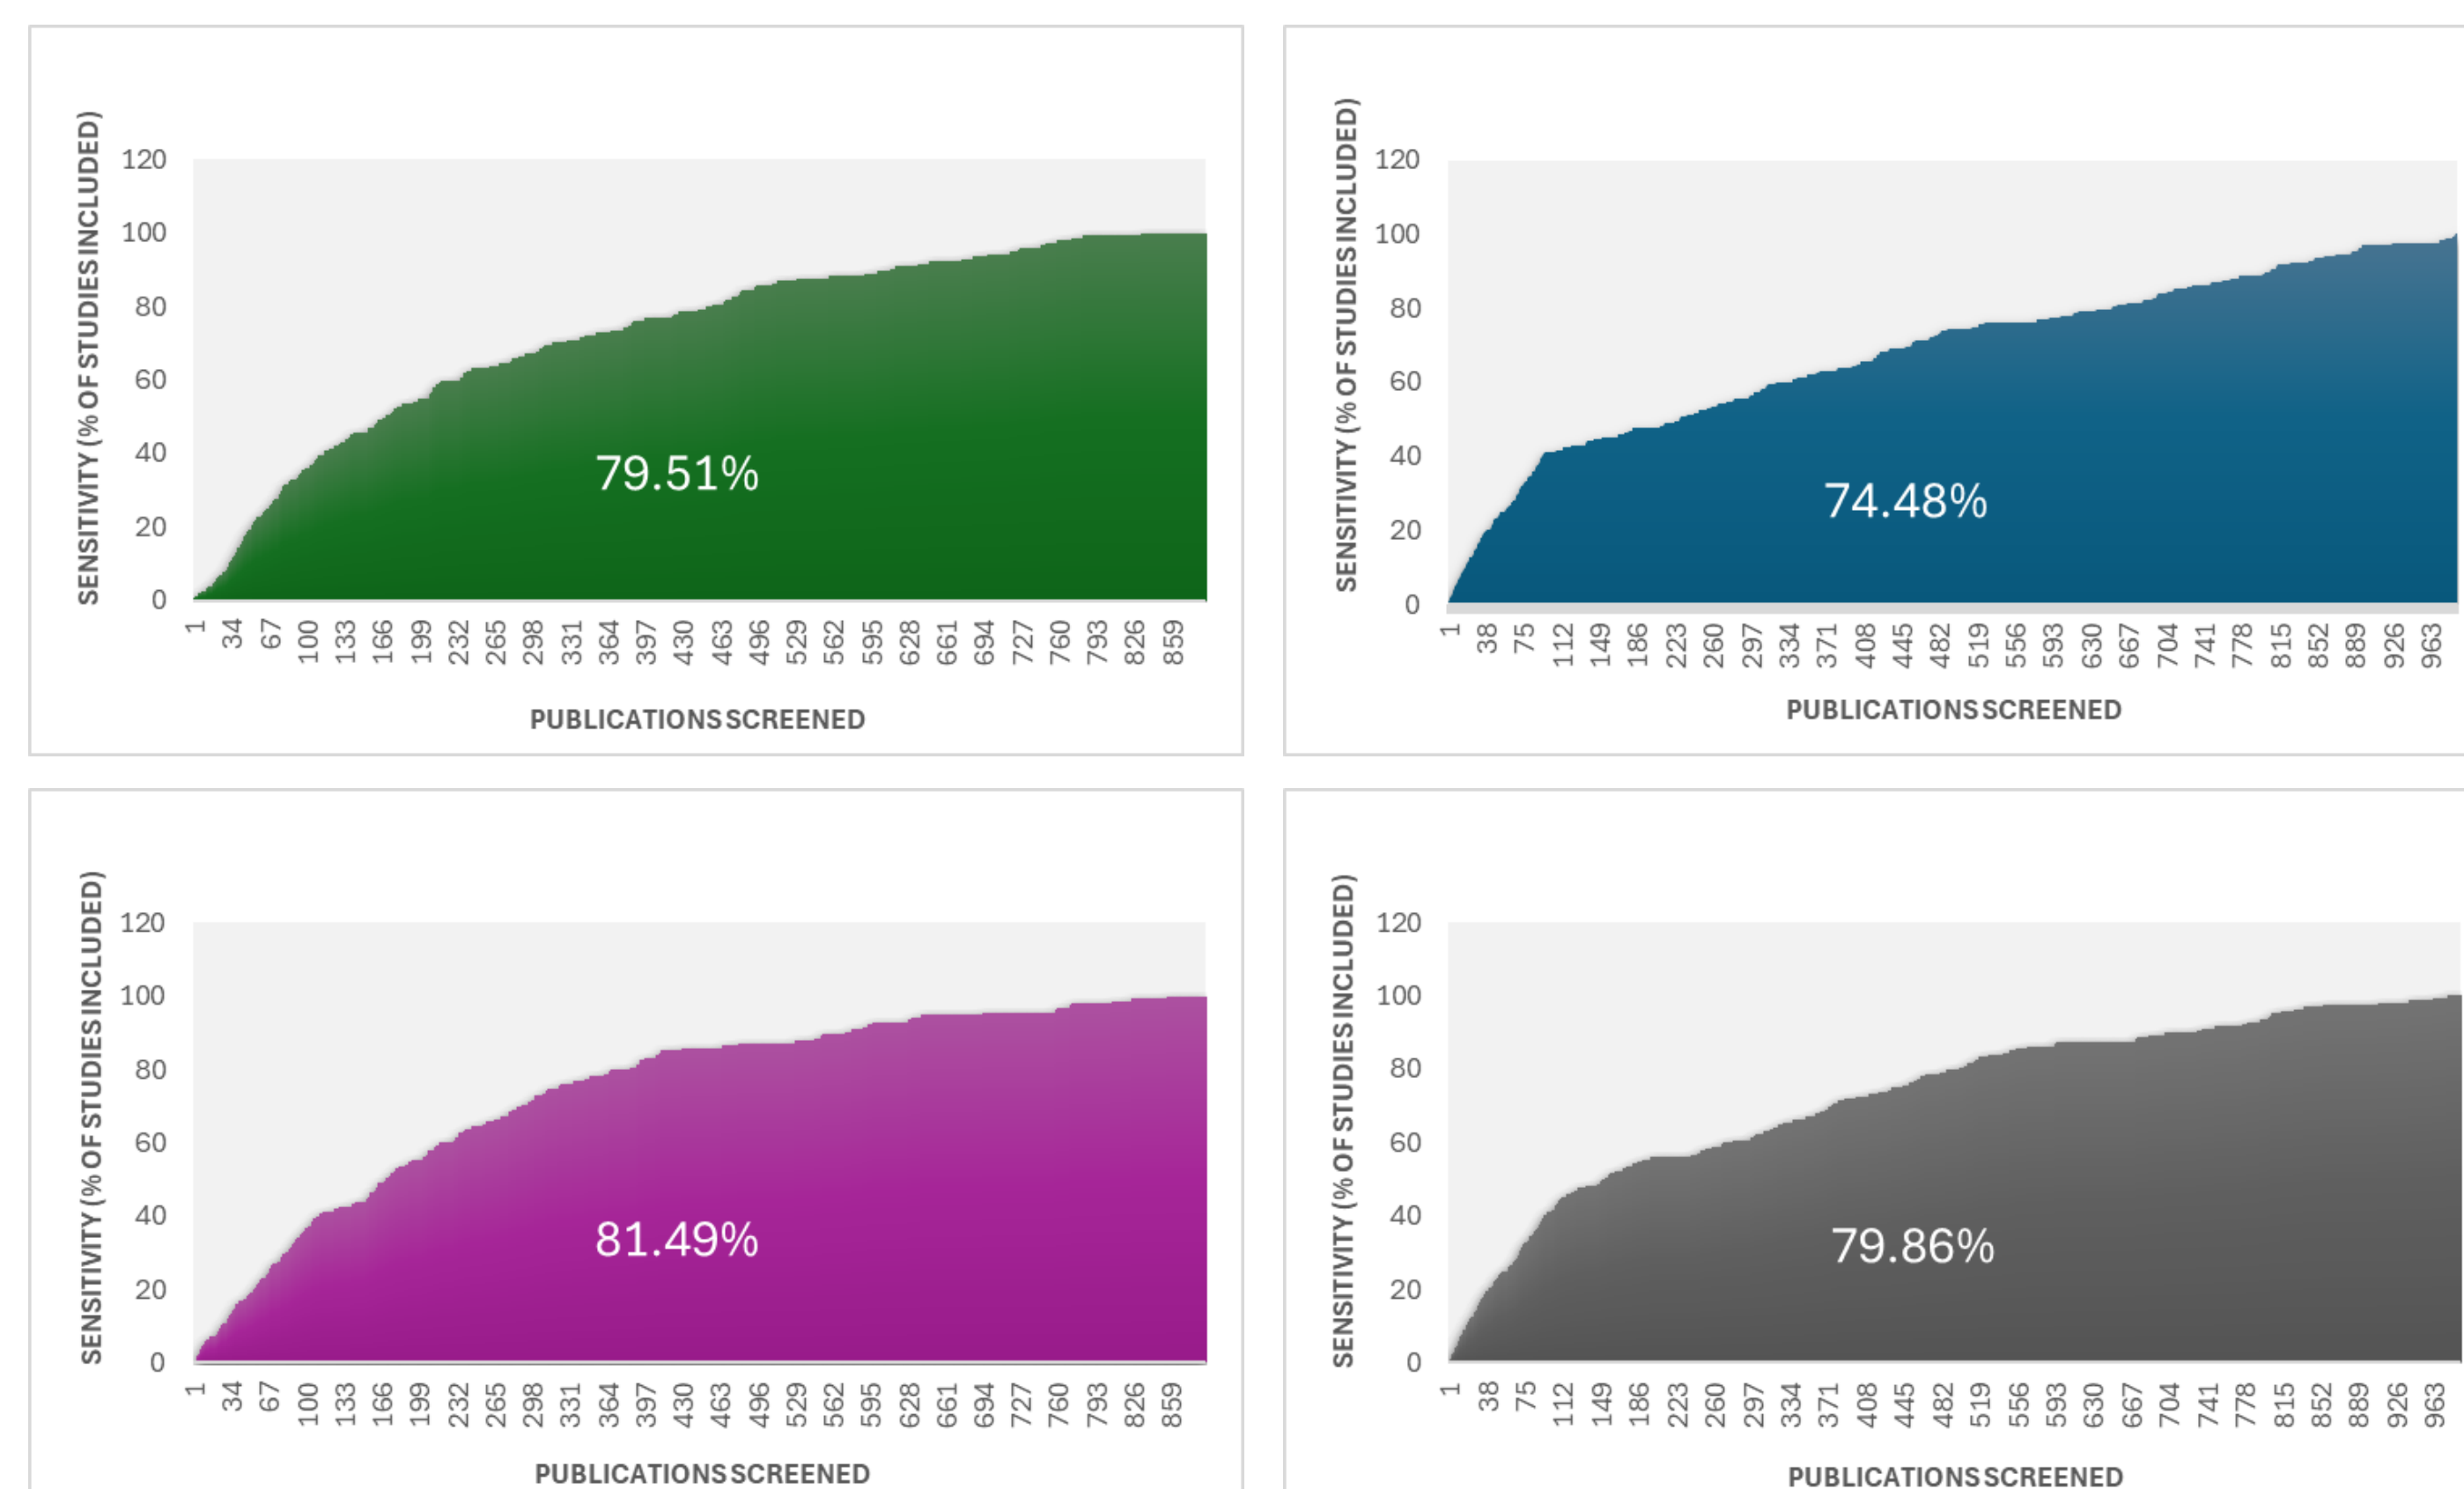 SENSITIVITY (% OF STUDIES INCLUDED)
120
100
80
60
40
20
0
79.51%
1 34 67 100 133 166 199 232 265 298 331 364 397 430 463 496 529 562 595 628 661 694 727 760 793 826 859
PUBLICATIONS SCREENED
SENSITIVITY (% OF STUDIES INCLUDED)
120
100
80
60
40
20
0
74.48%
1 38 75 112 149 186 223 260 297 334 371 408 445 482 519 556 593 630 667 704 741 778 815 852 889 926 963
PUBLICATIONS SCREENED
SENSITIVITY (% OF STUDIES INCLUDED)
120
100
80
60
40
20
0
81.49%
1 34 67 100 133 166 199 232 265 298 331 364 397 430 463 496 529 562 595 628 661 694 727 760 793 826 859
PUBLICATIONS SCREENED
SENSITIVITY (% OF STUDIES INCLUDED)
120
100
80
60
40
20
0
79.86%
1 38 75 112 149 186 223 260 297 334 371 408 445 482 519 556 593 630 667 704 741 778 815 852 889 926 963
PUBLICATIONS SCREENED